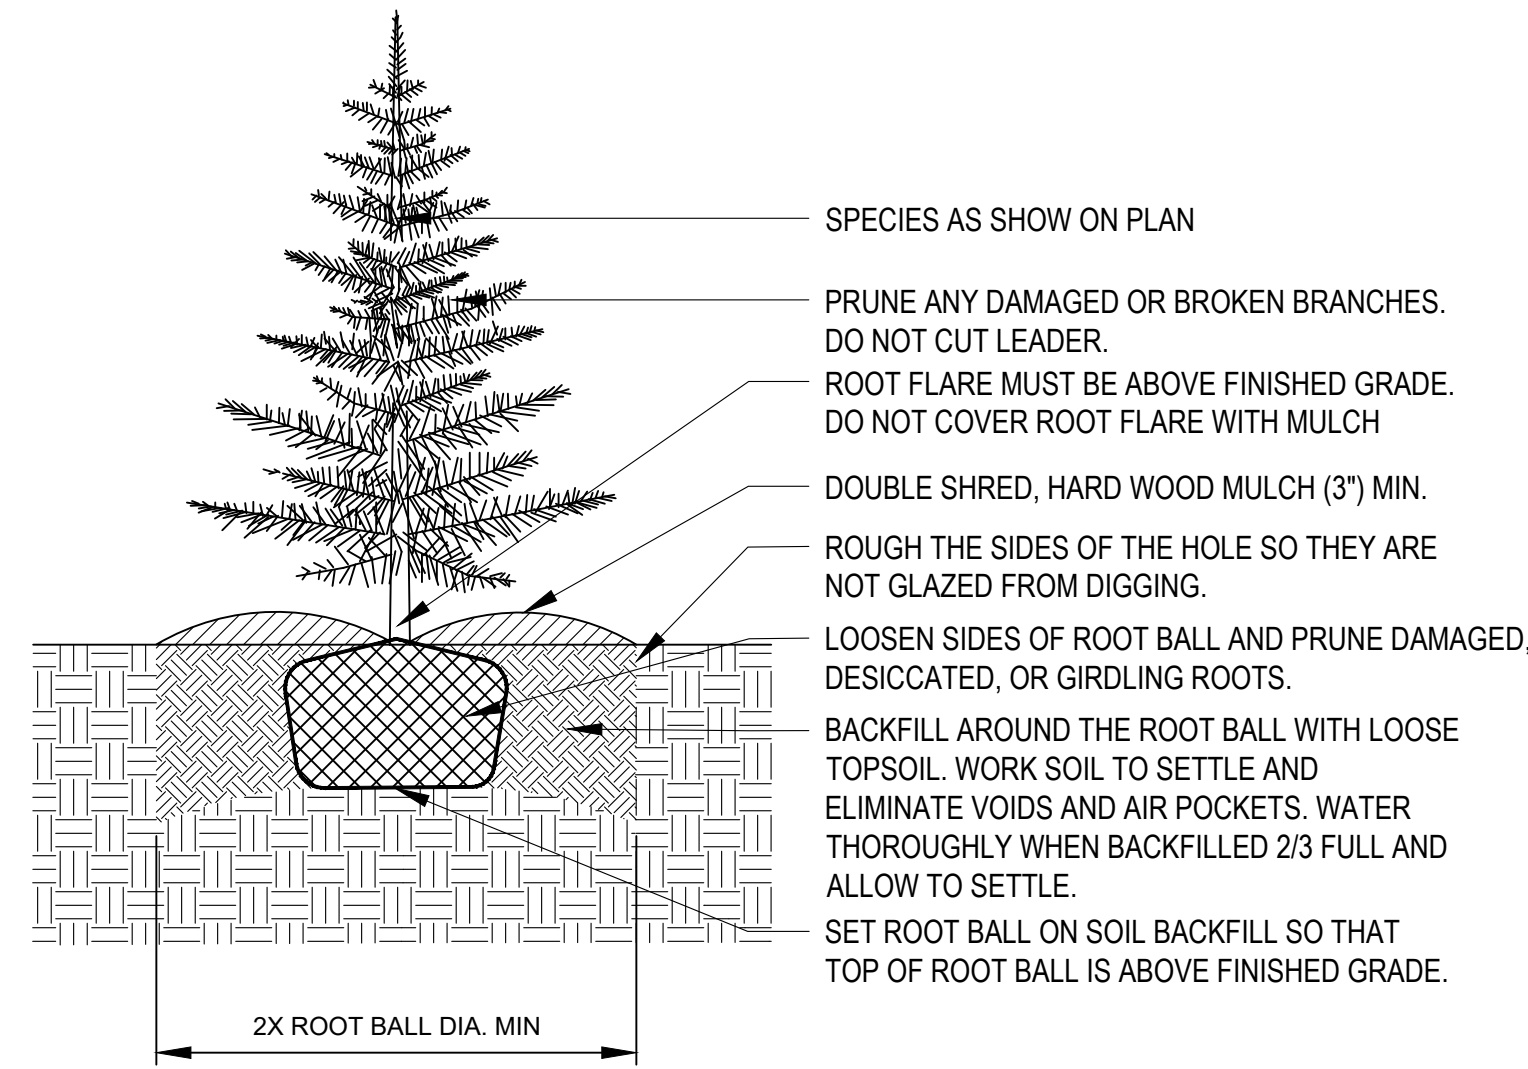 SPECIES AS SHOW ON PLAN
PRUNE ANY DAMAGED OR BROKEN BRANCHES.
DO NOT CUT LEADER.
ROOT FLARE MUST BE ABOVE FINISHED GRADE.
DO NOT COVER ROOT FLARE WITH MULCH
DOUBLE SHRED, HARD WOOD MULCH (3") MIN.
ROUGH THE SIDES OF THE HOLE SO THEY ARE
NOT GLAZED FROM DIGGING.
LOOSEN SIDES OF ROOT BALL AND PRUNE DAMAGED,
DESICCATED, OR GIRDLING ROOTS.
BACKFILL AROUND THE ROOT BALL WITH LOOSE
TOPSOIL. WORK SOIL TO SETTLE AND
ELIMINATE VOIDS AND AIR POCKETS. WATER
THOROUGHLY WHEN BACKFILLED 2/3 FULL AND
ALLOW TO SETTLE.
SET ROOT BALL ON SOIL BACKFILL SO THAT
TOP OF ROOT BALL IS ABOVE FINISHED GRADE.
2X ROOT BALL DIA. MIN